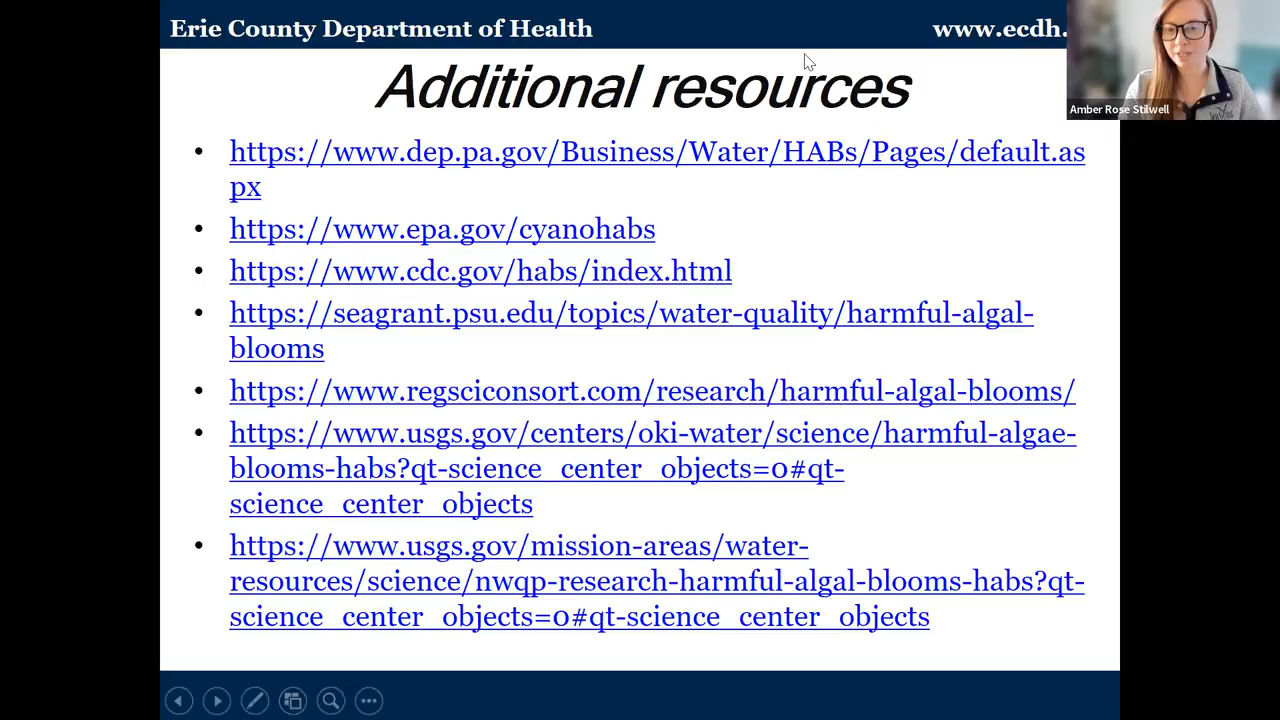 Erie County Department of Health
www.ecdh.
Amber Rose Stilwell
Additional resources
• https://www.dep.pa.gov/Business/Water/HABs/Pages/default.as
px
• https://www.epa.gov/cyanohabs
• https://www.cdc.gov/habs/index.html
• https://seagrant.psu.edu/topics/water-quality/harmful-algal-
blooms
• https://www.regsciconsort.com/research/harmful-algal-blooms/
• https://www.usgs.gov/centers/oki-water/science/harmful-algae-
blooms-habs?qt-science_center_objects=0#qt-
science_center_objects
• https://www.usgs.gov/mission-areas/water-
resources/science/nwqp-research-harmful-algal-blooms-habs?qt-
science_center_objects=0#qt-science_center_objects